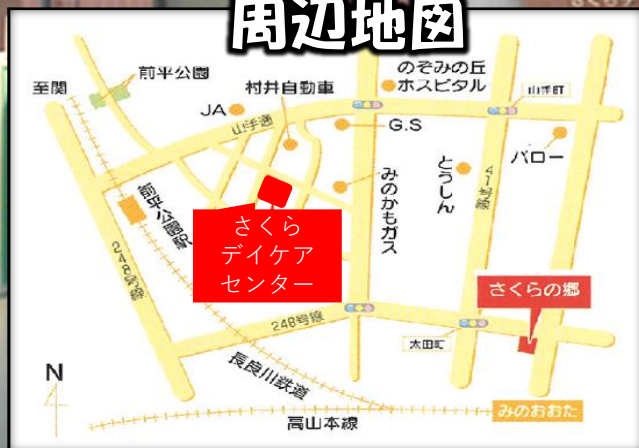 周辺地図
至関
前平公園
JA
村井自動車
のぞみの丘
ホスピタル
山手町
山手通
G.S
バロー
とうしん
41号線
前平公園駅
みのかもガス
さくら
デイケア
センター
さくらの郷
248号線
248号線
太田町
長良川鉄道
N
みのおおた
高山本線